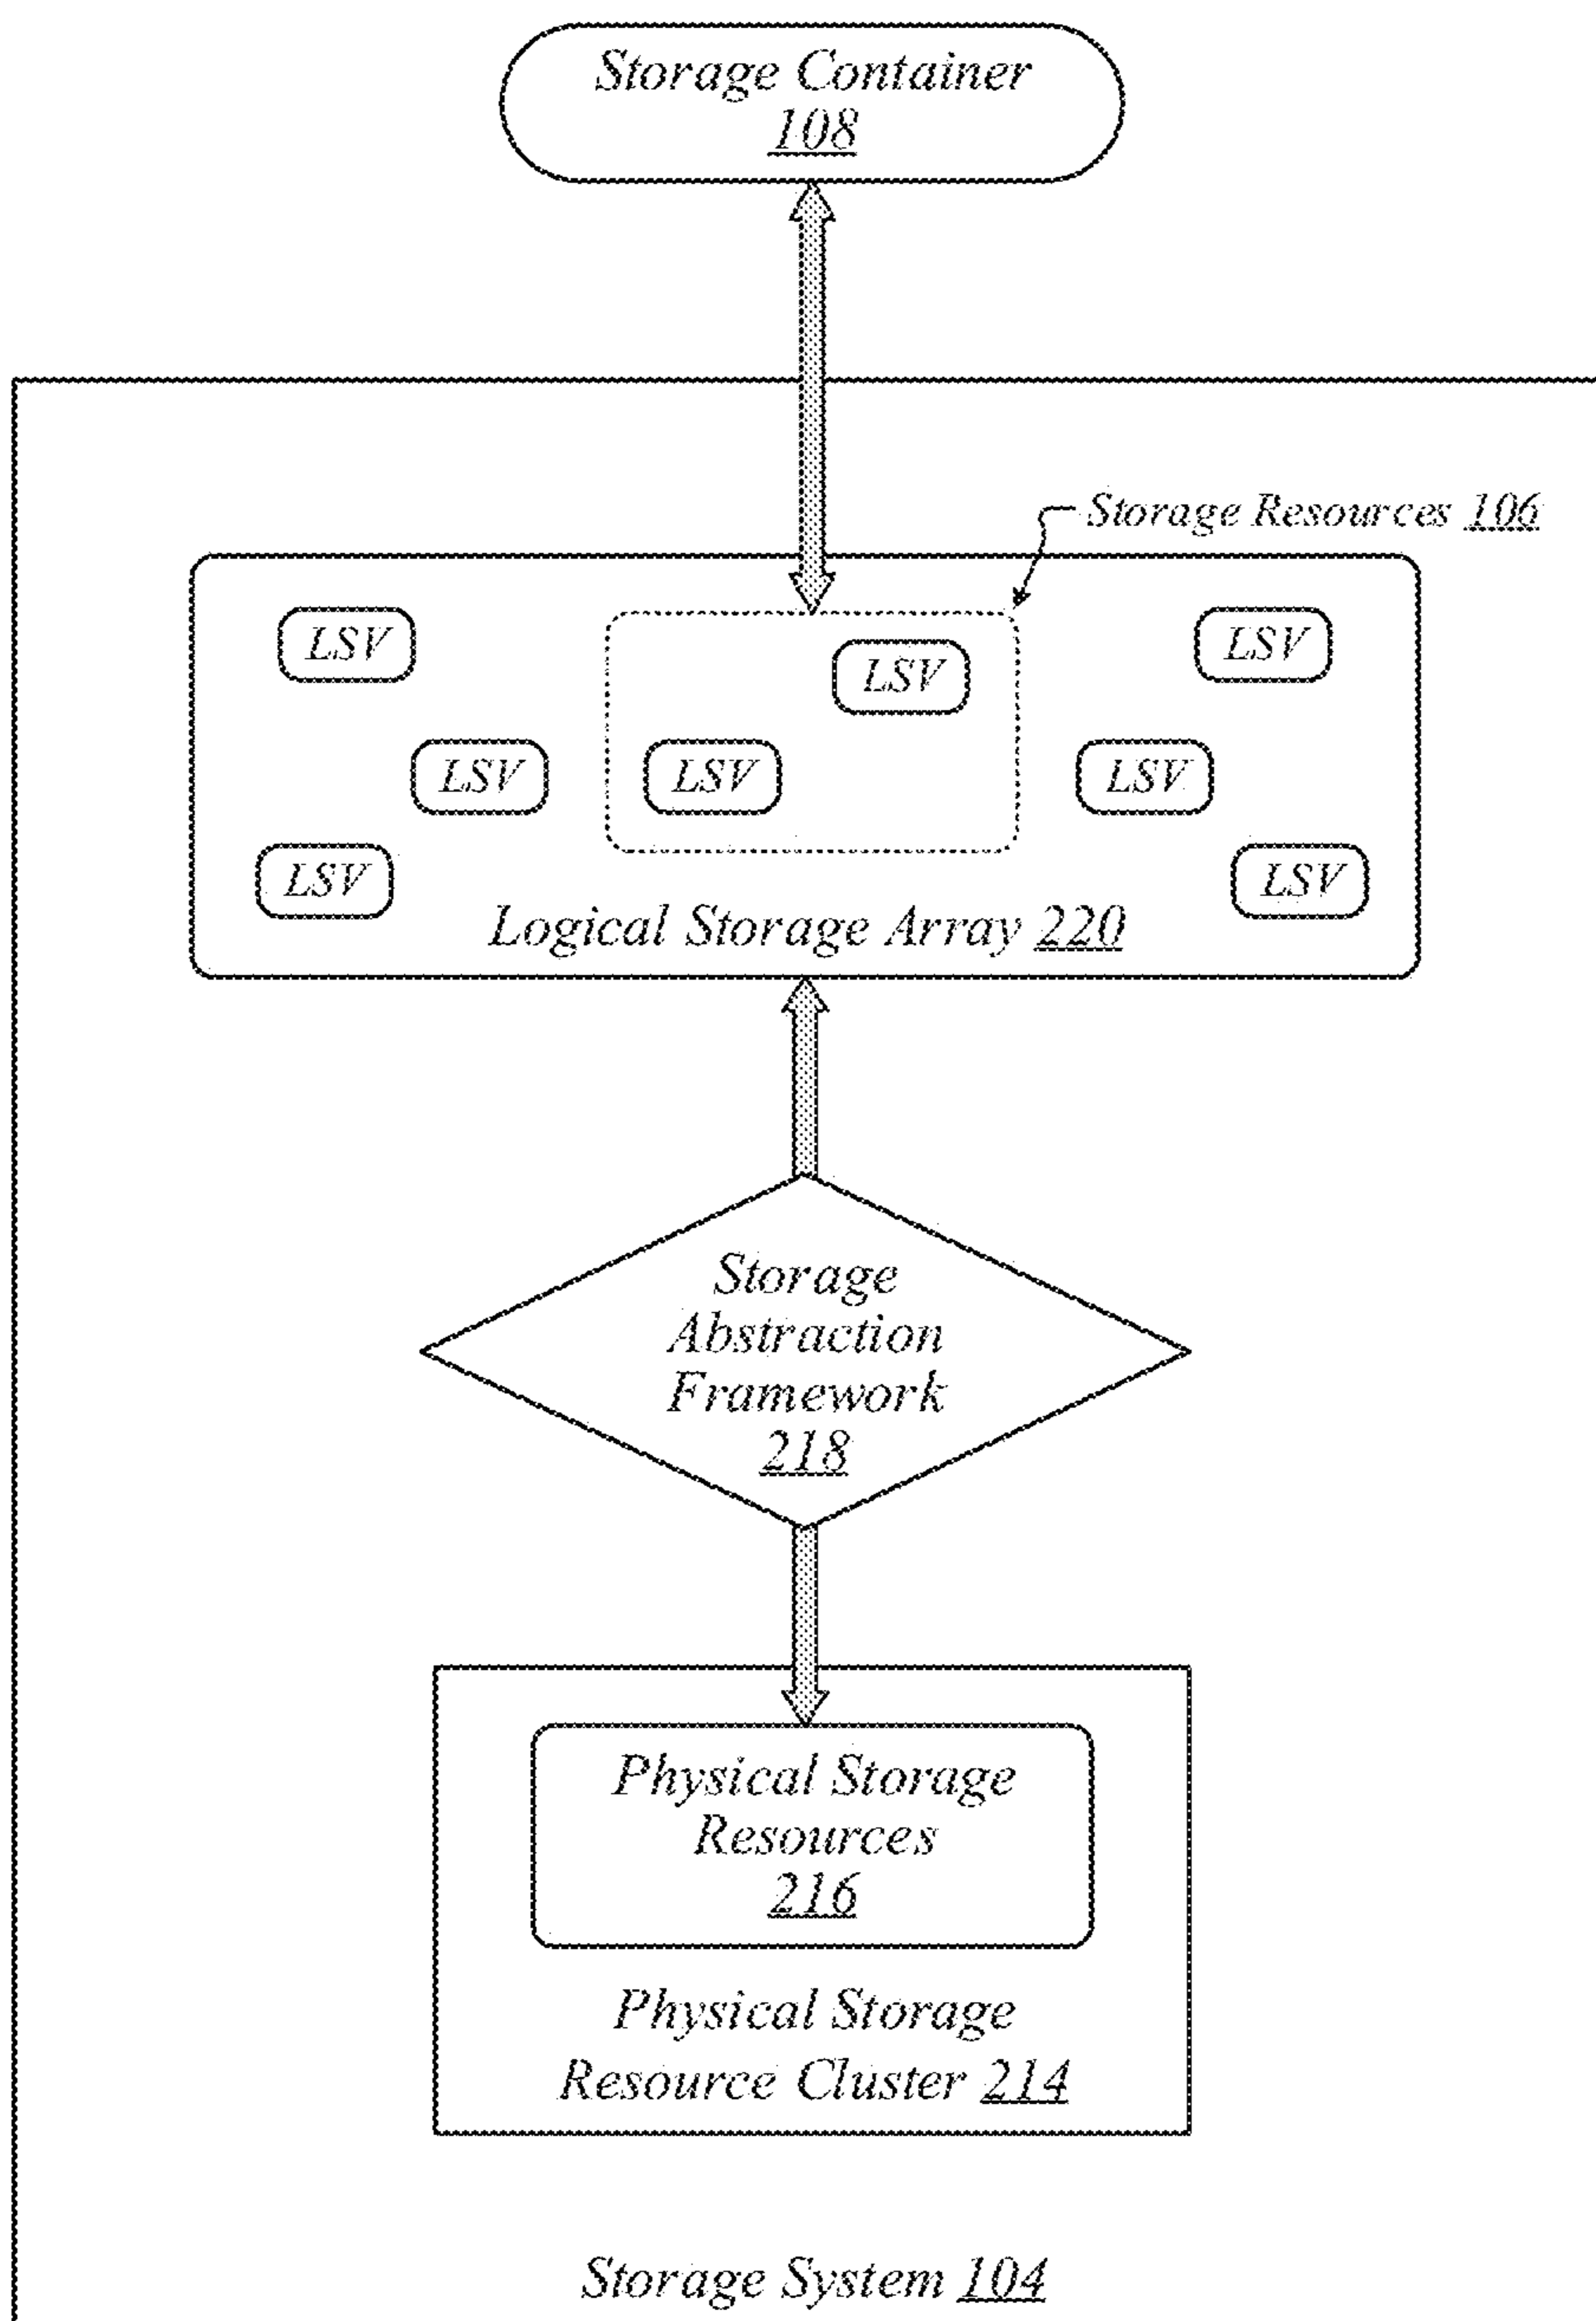 Storage Container
108
Storage Resources 106
LSV
LSV
LSV
LSV
LSV
LSV
LSV
LSV
Logical Storage Array 220
Storage
Abstraction
Framework
218
Physical Storage
Resources
216
Physical Storage
Resource Cluster 214
Storage System 104